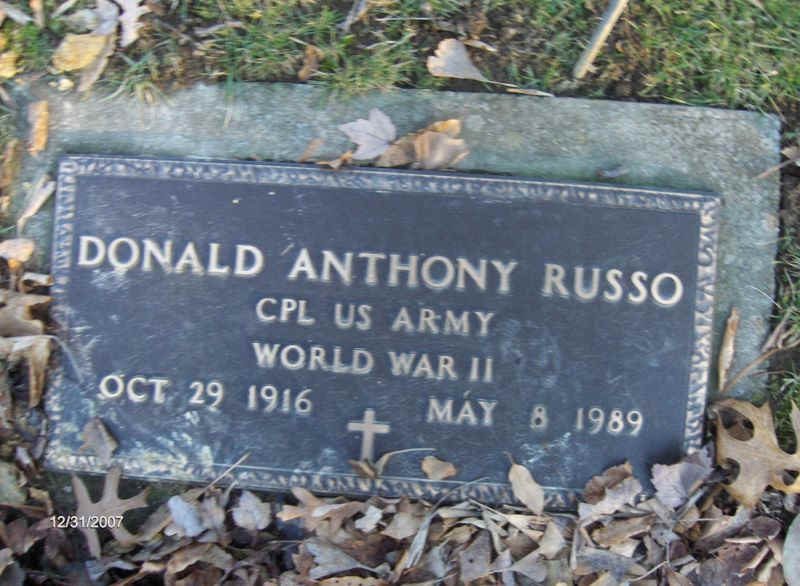 DONALD ANTHONY RUSSO
CPL US ARMY
WORLD WAR II
OCT 29 1916 MAY 8 1989
12/31/2007